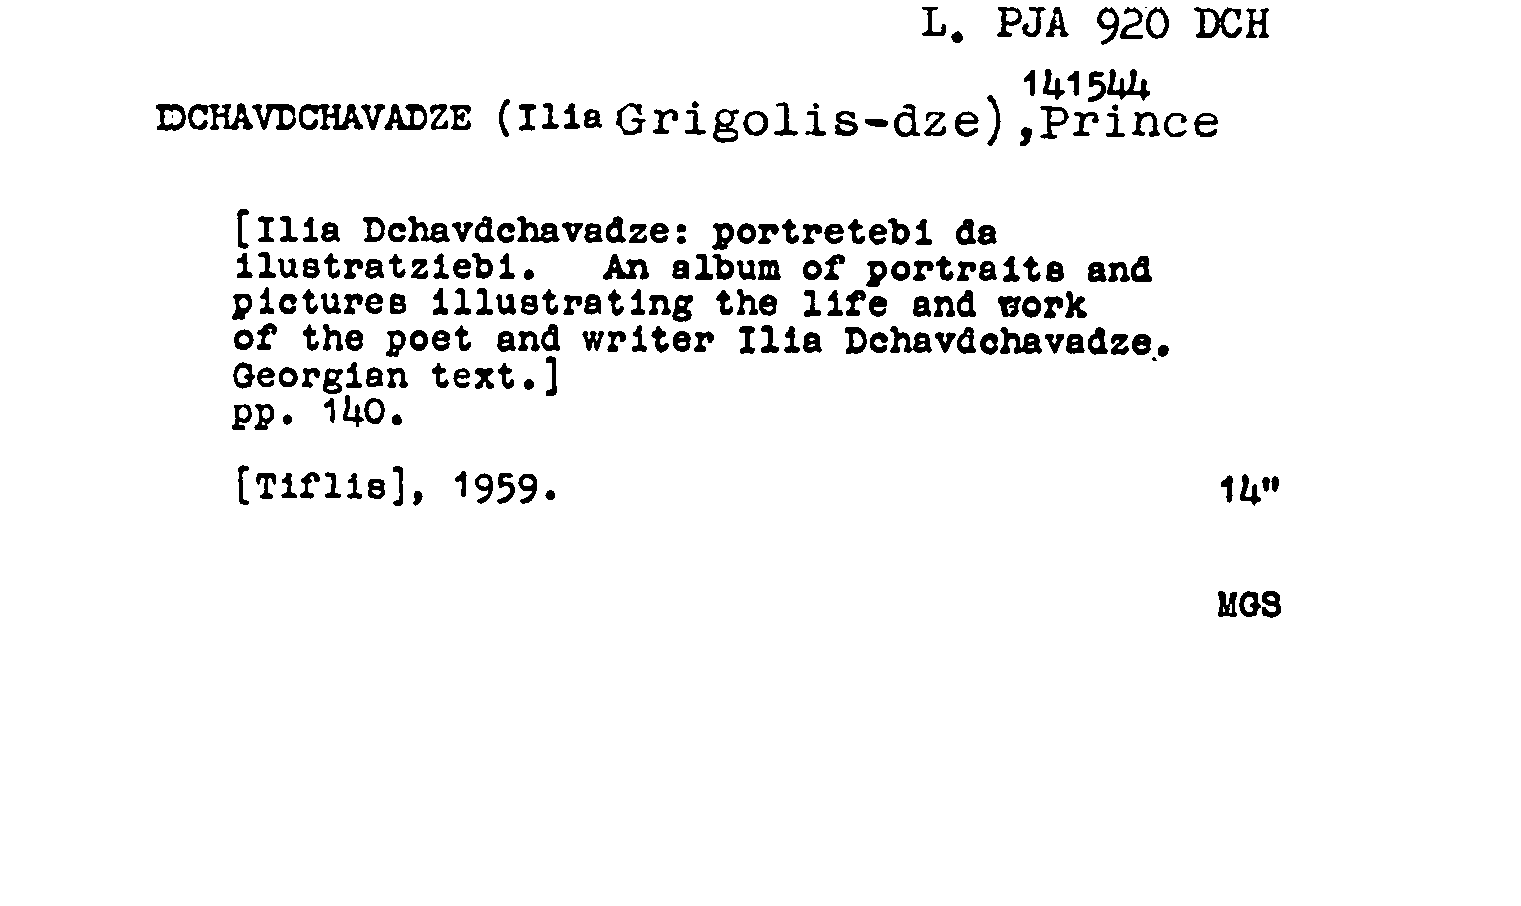 L. PJA 920 DCH
141544
DCHAVDCHAVADZE (Ilia Grigolis-dze),Prince
[Ilia Dchavdchavadze: portretebi da
ilustratziebi. An album of portraits and
pictures illustrating the life and work
of the poet and writer Ilia Dchavdchavadze.
Georgian text.]
pp. 140.
[Tiflis], 1959.
14"
MGS